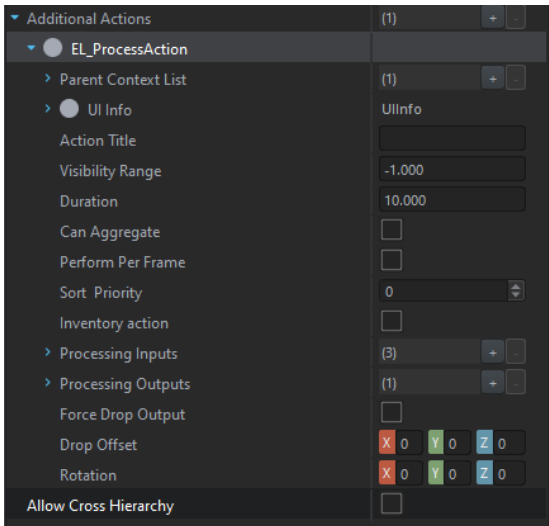 Additional Actions (1) + -
EL_ProcessAction
Parent Context List (1) + -
UI Info UIInfo
Action Title
Visibility Range -1.000
Duration 10.000
Can Aggregate
Perform Per Frame
Sort Priority 0
Inventory action
Processing Inputs (3) + -
Processing Outputs (1) + -
Force Drop Output
Drop Offset X 0 Y 0 Z 0
Rotation X 0 Y 0 Z 0
Allow Cross Hierarchy